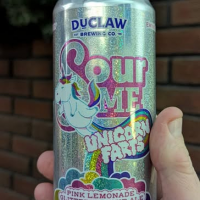 DUCLAW
BREWING CO.
Sour
ME
UNICORN
FARTS
PINK LEMONADE